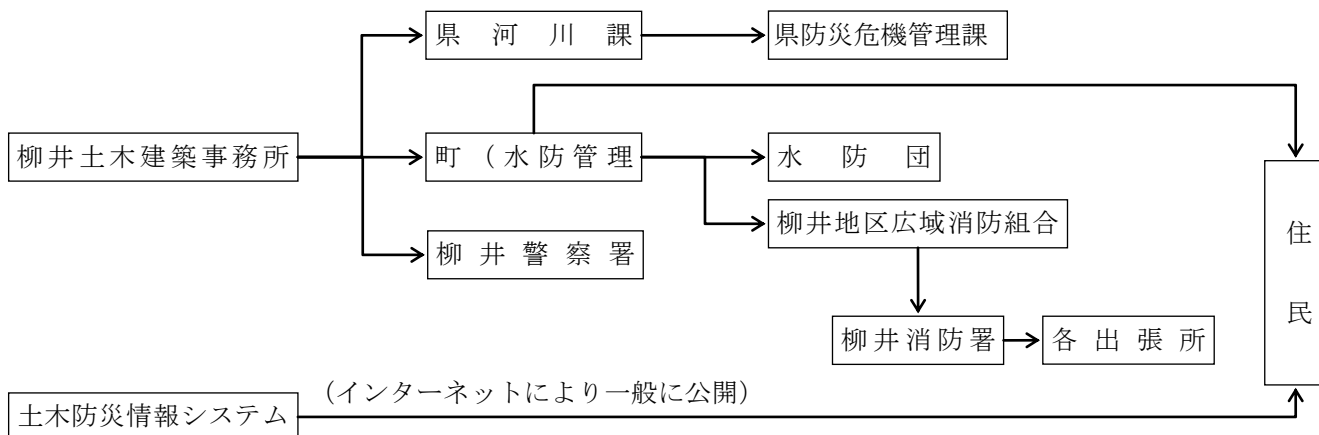 県河川課
県防災危機管理課
柳井土木建築事務所
町（水防管理
水防団
柳井地区広域消防組合
柳井警察署
住民
柳井消防署
各出張所
（インターネットにより一般に公開）
土木防災情報システム